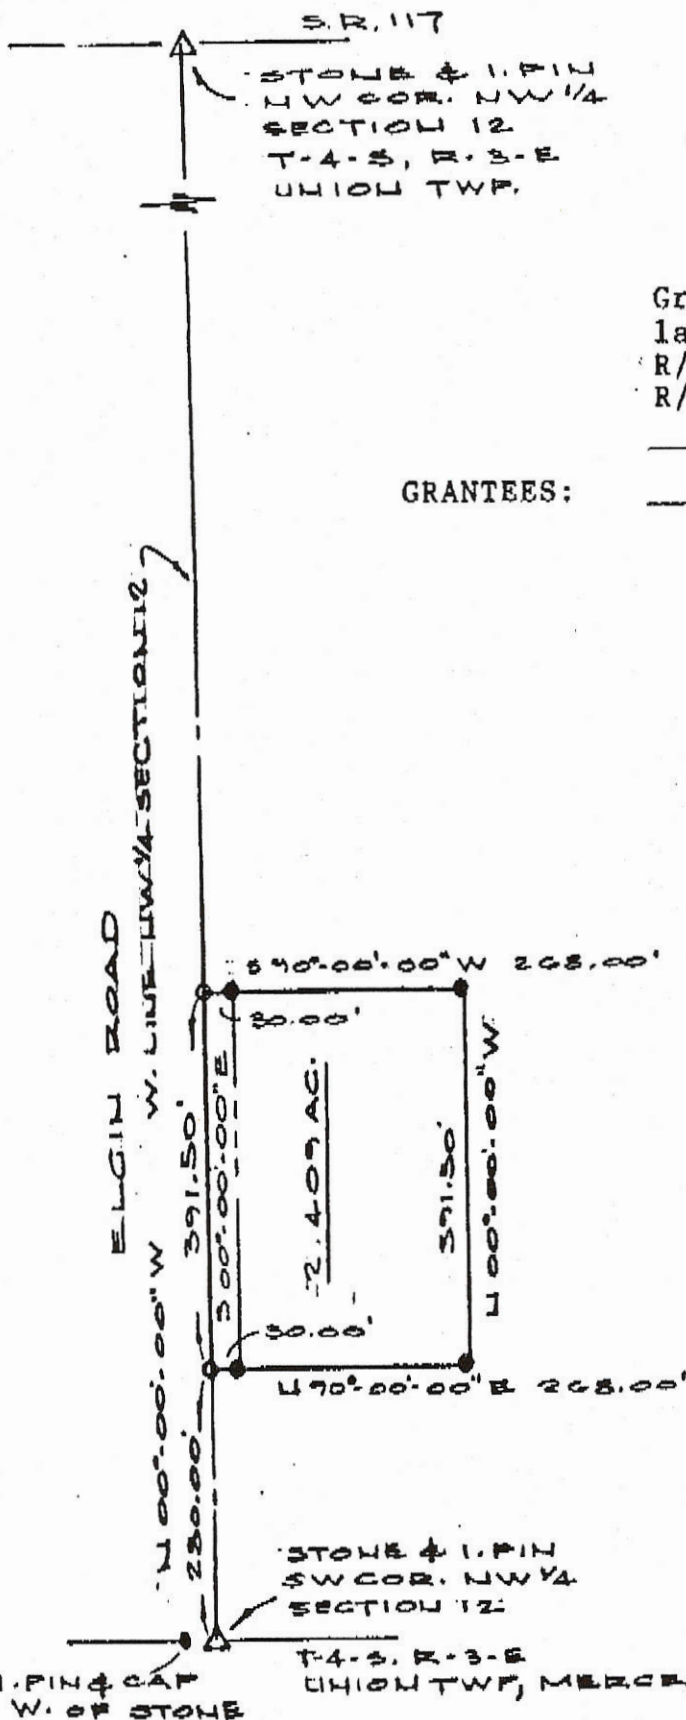 S.R. 117
STONE & I. PIN
NW COR. NW 1/4
SECTION 12
T-4-S, R-3-E
UNION TWP.
Gr
la
R/
R/
GRANTEES:
W. LINE NW 1/4 SECTION 12
ELGIN ROAD
S 90°-00'-00" W 268.00'
30.00'
391.50'
S 00°-00'-00" E
2.409 AC.
391.50'
N 00°-00'-00" W
30.00'
N 90°-00'-00" E 268.00'
N 00°-00'-00" W
230.00'
STONE & I. PIN
SW COR. NW 1/4
SECTION 12
T-4-S, R-3-E
UNION TWP, MERCE
I. PIN & CAP
W. OF STONE